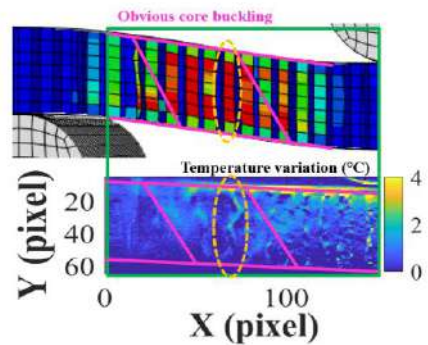 Obvious core buckling
Temperature variation (°C)
4
2
0
Y (pixel)
20
40
60
0
100
X (pixel)